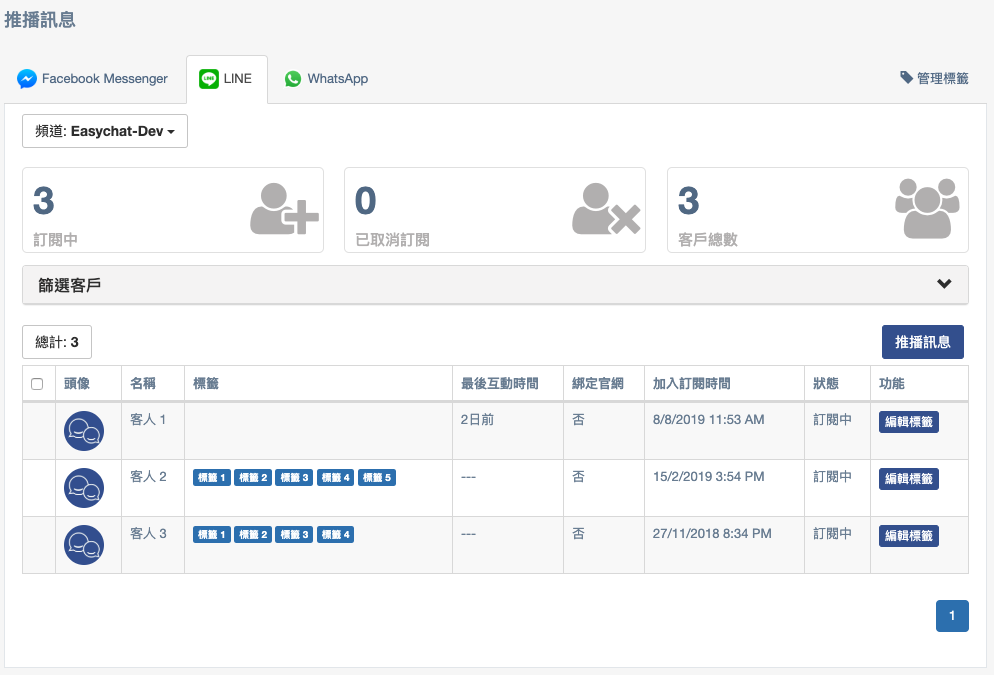 推播訊息
Facebook Messenger LINE WhatsApp 管理標籤
頻道: Easychat-Dev
3 0 3
訂閱中 已取消訂閱 客戶總數
篩選客戶
總計: 3 推播訊息
頭像 名稱 標籤 最後互動時間 綁定官網 加入訂閱時間 狀態 功能
客人 1 2日前 否 8/8/2019 11:53 AM 訂閱中 編輯標籤
客人 2 標籤 1 標籤 2 標籤 3 標籤 4 標籤 5 --- 否 15/2/2019 3:54 PM 訂閱中 編輯標籤
客人 3 標籤 1 標籤 2 標籤 3 標籤 4 --- 否 27/11/2018 8:34 PM 訂閱中 編輯標籤
1